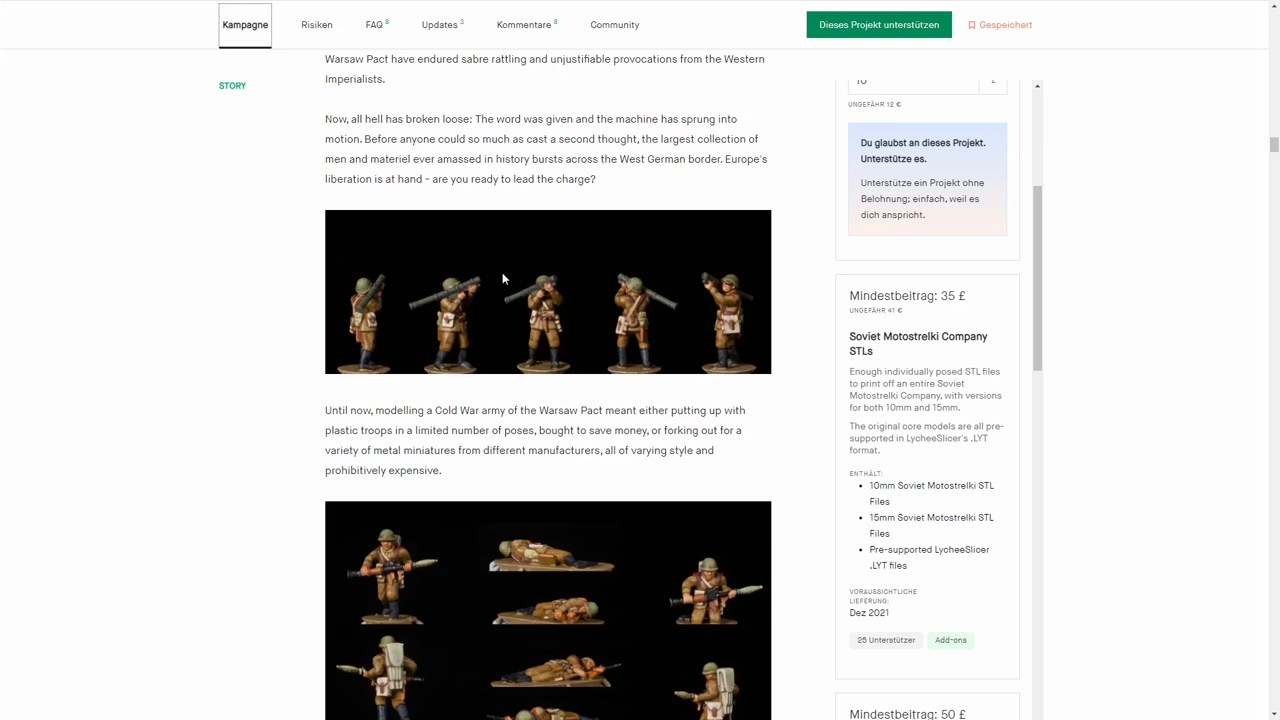 Kampagne
Risiken
FAQ 8
Updates 3
Kommentare 8
Community
Dieses Projekt unterstützen
Gespeichert
STORY
Warsaw Pact have endured sabre rattling and unjustifiable provocations from the Western
Imperialists.
Now, all hell has broken loose: The word was given and the machine has sprung into
motion. Before anyone could so much as cast a second thought, the largest collection of
men and materiel ever amassed in history bursts across the West German border. Europe's
liberation is at hand - are you ready to lead the charge?
Until now, modelling a Cold War army of the Warsaw Pact meant either putting up with
plastic troops in a limited number of poses, bought to save money, or forking out for a
variety of metal miniatures from different manufacturers, all of varying style and
prohibitively expensive.
10 £
UNGEFÄHR 12 €
Du glaubst an dieses Projekt.
Unterstütze es.
Unterstütze ein Projekt ohne
Belohnung; einfach, weil es
dich anspricht.
Mindestbeitrag: 35 £
UNGEFÄHR 41 €
Soviet Motostrelki Company
STLs
Enough individually posed STL files
to print off an entire Soviet
Motostrelki Company, with versions
for both 10mm and 15mm.
The original core models are all pre-
supported in LycheeSlicer's .LYT
format.
ENTHÄLT:
10mm Soviet Motostrelki STL
Files
15mm Soviet Motostrelki STL
Files
Pre-supported LycheeSlicer
.LYT files
VORAUSSICHTLICHE
LIEFERUNG:
Dez 2021
25 Unterstützer
Add-ons
Mindestbeitrag: 50 £